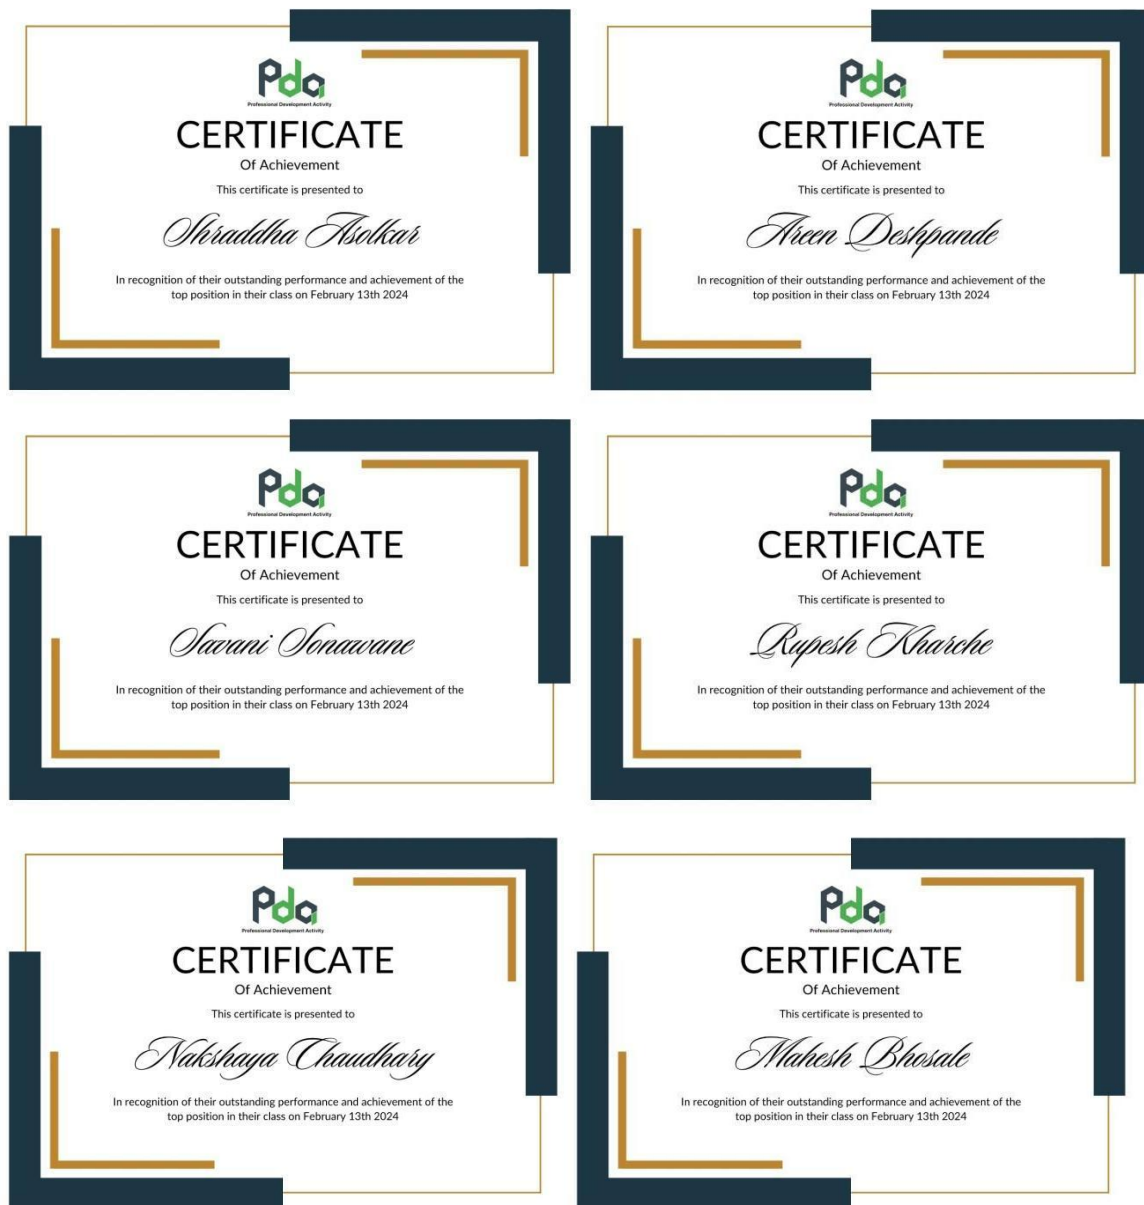 Pda
Professional Development Activity
CERTIFICATE
Of Achievement
This certificate is presented to
Shraddha Asolkar
In recognition of their outstanding performance and achievement of the
top position in their class on February 13th 2024
Pda
Professional Development Activity
CERTIFICATE
Of Achievement
This certificate is presented to
Areen Deshpande
In recognition of their outstanding performance and achievement of the
top position in their class on February 13th 2024
Pda
Professional Development Activity
CERTIFICATE
Of Achievement
This certificate is presented to
Savani Sonawane
In recognition of their outstanding performance and achievement of the
top position in their class on February 13th 2024
Pda
Professional Development Activity
CERTIFICATE
Of Achievement
This certificate is presented to
Rupesh Kharche
In recognition of their outstanding performance and achievement of the
top position in their class on February 13th 2024
Pda
Professional Development Activity
CERTIFICATE
Of Achievement
This certificate is presented to
Nakshaya Chaudhary
In recognition of their outstanding performance and achievement of the
top position in their class on February 13th 2024
Pda
Professional Development Activity
CERTIFICATE
Of Achievement
This certificate is presented to
Mahesh Bhosale
In recognition of their outstanding performance and achievement of the
top position in their class on February 13th 2024